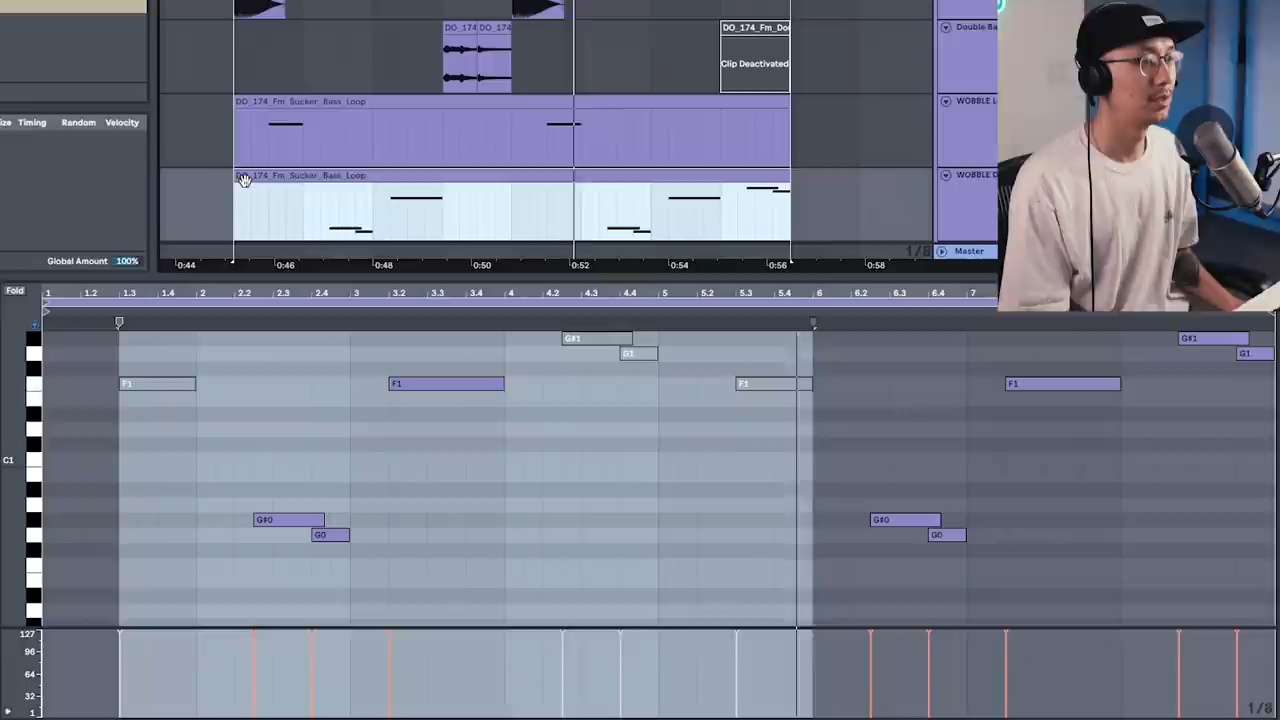 DO_174 DO_174
DO_174_Fm_Do
Double Ba
Clip Deactivated
DO_174_Fm_Sucker_Bass_Loop
WOBBLE L
ize Timing Random Velocity
_174_Fm_Sucker_Bass_Loop
WOBBLE D
1/8
Master
Global Amount 100%
0:44 0:46 0:48 0:50 0:52 0:54 0:56 0:58
Fold
1 1.2 1.3 1.4 2 2.2 2.3 2.4 3 3.2 3.3 3.4 4 4.2 4.3 4.4 5 5.2 5.3 5.4 6 6.2 6.3 6.4 7
G#1 G#1
G1 G1
F1 F1 F1 F1
C1
G#0 G#0
G0 G0
127
96
64
32
1
1/8